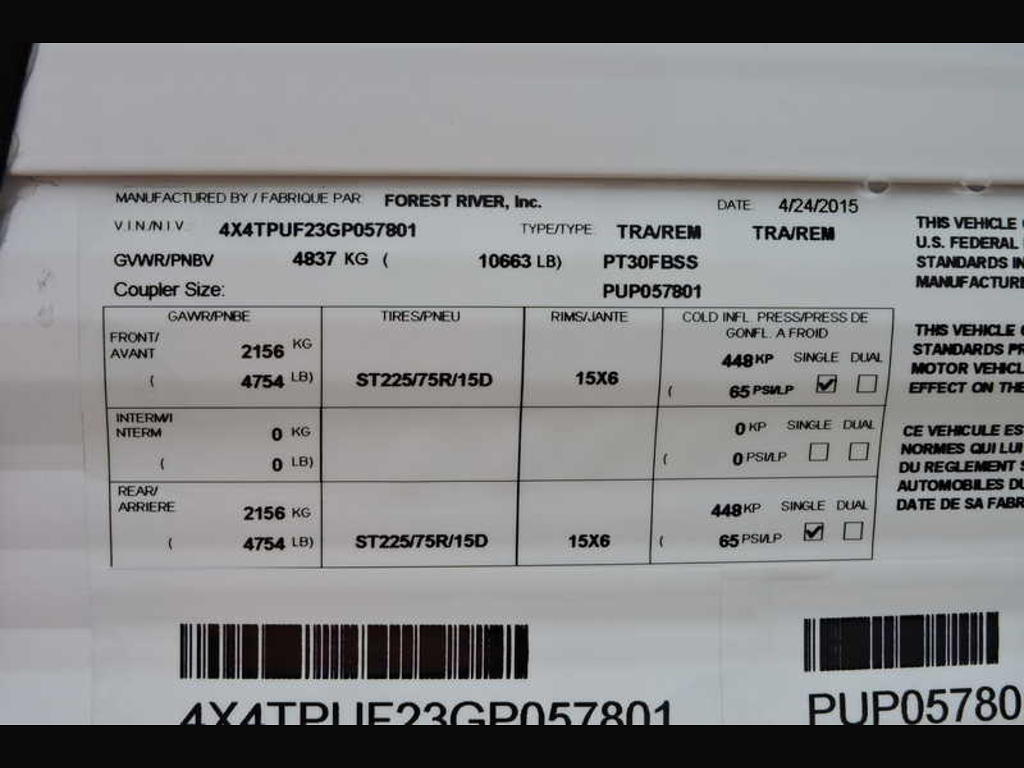 MANUFACTURED BY / FABRIQUE PAR FOREST RIVER, Inc. DATE 4/24/2015
V.I.N./N.I.V. 4X4TPUF23GP057801 TYPE/TYPE TRA/REM TRA/REM
GVWR/PNBV 4837 KG ( 10663 LB) PT30FBSS
Coupler Size: PUP057801
GAWR/PNBE TIRES/PNEU RIMS/JANTE COLD INFL. PRESS/PRESS DE
GONFL. A FROID
FRONT/
AVANT 2156 KG 448 KP SINGLE DUAL
( 4754 LB) ST225/75R/15D 15X6 ( 65 PSI/LP
INTERM/I
NTERM 0 KG 0 KP SINGLE DUAL
( 0 LB) ( 0 PSI/LP
REAR/
ARRIERE 2156 KG 448 KP SINGLE DUAL
( 4754 LB) ST225/75R/15D 15X6 ( 65 PSI/LP
THIS VEHICLE
U.S. FEDERAL
STANDARDS IN
MANUFACTURE
THIS VEHICLE
STANDARDS PR
MOTOR VEHICL
EFFECT ON THE
CE VEHICULE ES
NORMES QUI LUI
DU REGLEMENT S
AUTOMOBILES DU
DATE DE SA FABR
4X4TPUF23GP057801
PUP05780